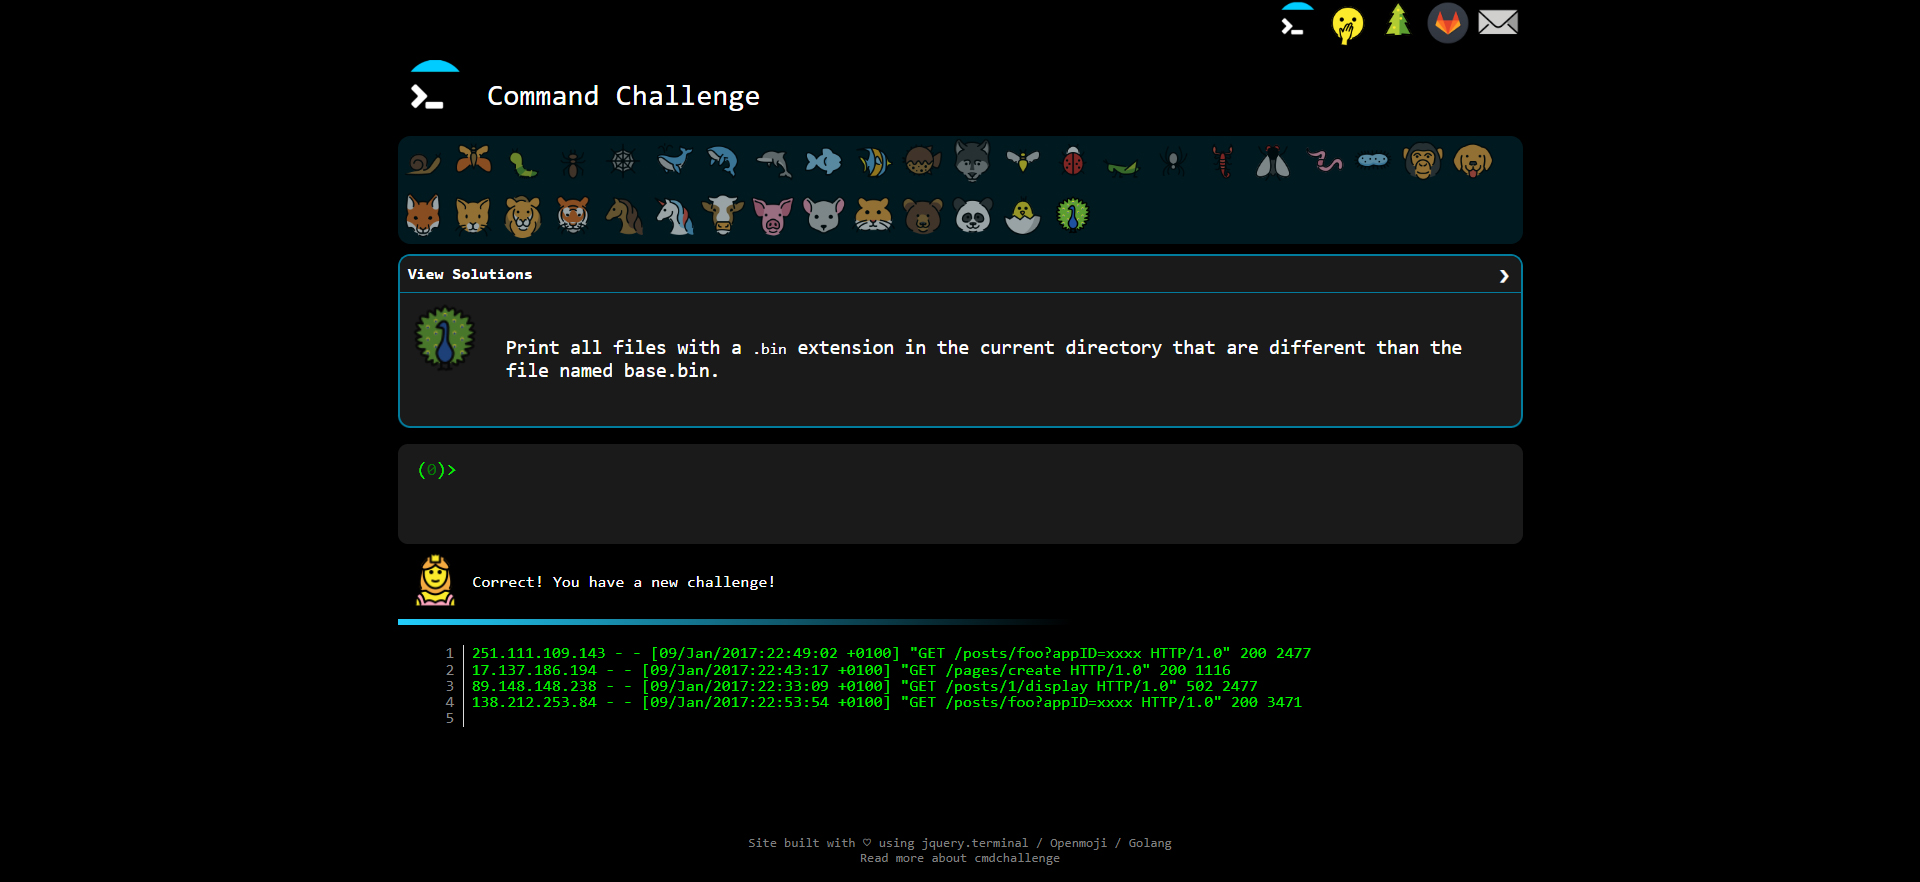 Command Challenge
View Solutions
Print all files with a .bin extension in the current directory that are different than the
file named base.bin.
(0)>
Correct! You have a new challenge!
1 251.111.109.143 - - [09/Jan/2017:22:49:02 +0100] "GET /posts/foo?appID=xxxx HTTP/1.0" 200 2477
2 17.137.186.194 - - [09/Jan/2017:22:43:17 +0100] "GET /pages/create HTTP/1.0" 200 1116
3 89.148.148.238 - - [09/Jan/2017:22:33:09 +0100] "GET /posts/1/display HTTP/1.0" 502 2477
4 138.212.253.84 - - [09/Jan/2017:22:53:54 +0100] "GET /posts/foo?appID=xxxx HTTP/1.0" 200 3471
5
Site built with ♡ using jquery.terminal / Openmoji / Golang
Read more about cmdchallenge